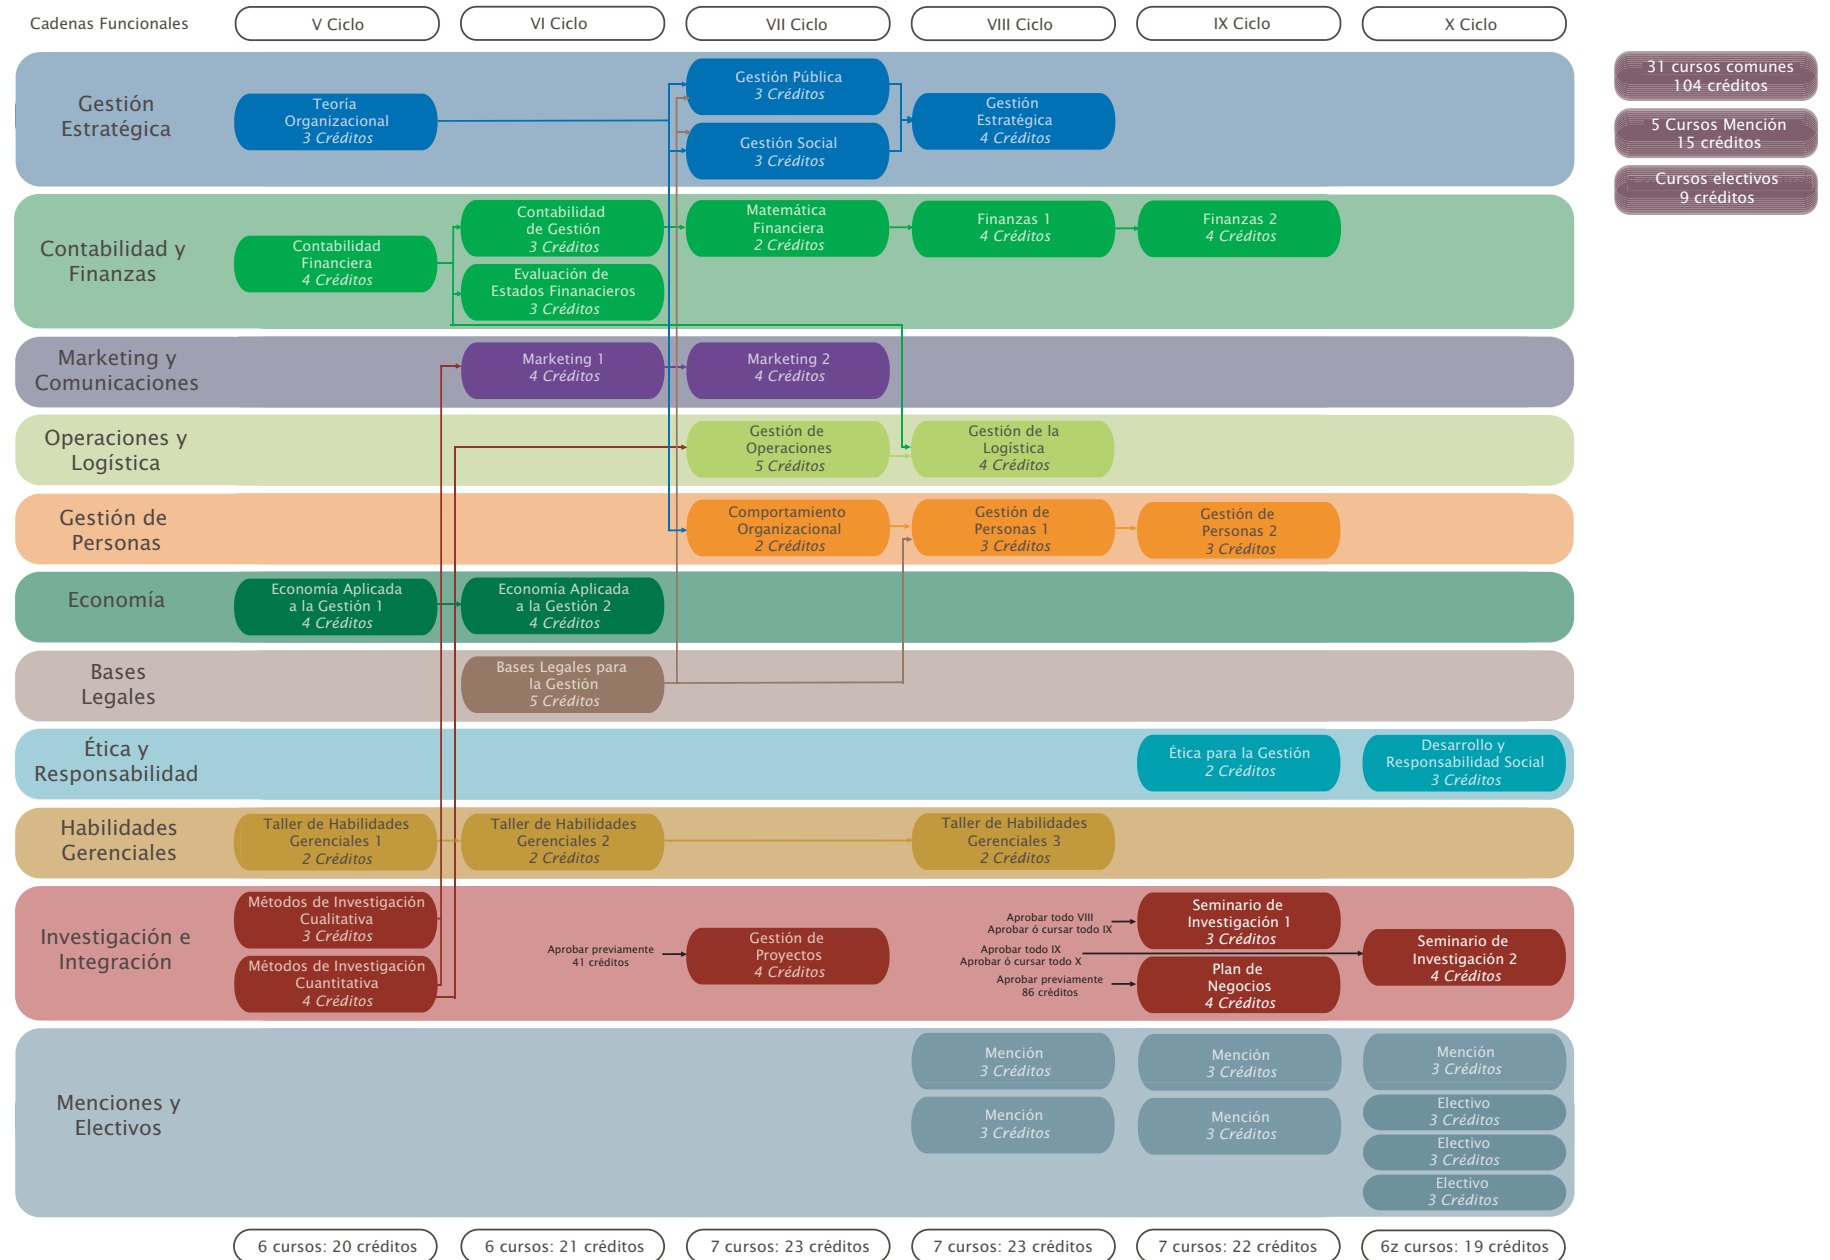 Cadenas Funcionales
V Ciclo
VI Ciclo
VII Ciclo
VIII Ciclo
IX Ciclo
X Ciclo
31 cursos comunes
104 créditos
5 Cursos Mención
15 créditos
Cursos electivos
9 créditos
Gestión
Estratégica
Teoría
Organizacional
3 Créditos
Gestión Pública
3 Créditos
Gestión Social
3 Créditos
Gestión
Estratégica
4 Créditos
Contabilidad y
Finanzas
Contabilidad
Financiera
4 Créditos
Contabilidad
de Gestión
3 Créditos
Evaluación de
Estados Finanacieros
3 Créditos
Matemática
Financiera
2 Créditos
Finanzas 1
4 Créditos
Finanzas 2
4 Créditos
Marketing y
Comunicaciones
Marketing 1
4 Créditos
Marketing 2
4 Créditos
Operaciones y
Logística
Gestión de
Operaciones
5 Créditos
Gestión de la
Logística
4 Créditos
Gestión de
Personas
Comportamiento
Organizacional
2 Créditos
Gestión de
Personas 1
3 Créditos
Gestión de
Personas 2
3 Créditos
Economía
Economía Aplicada
a la Gestión 1
4 Créditos
Economía Aplicada
a la Gestión 2
4 Créditos
Bases
Legales
Bases Legales para
la Gestión
5 Créditos
Ética y
Responsabilidad
Ética para la Gestión
2 Créditos
Desarrollo y
Responsabilidad Social
3 Créditos
Habilidades
Gerenciales
Taller de Habilidades
Gerenciales 1
2 Créditos
Taller de Habilidades
Gerenciales 2
2 Créditos
Taller de Habilidades
Gerenciales 3
2 Créditos
Investigación e
Integración
Métodos de Investigación
Cualitativa
3 Créditos
Métodos de Investigación
Cuantitativa
4 Créditos
Aprobar previamente
41 créditos
Gestión de
Proyectos
4 Créditos
Aprobar todo VIII
Aprobar ó cursar todo IX
Aprobar todo IX
Aprobar ó cursar todo X
Aprobar previamente
86 créditos
Seminario de
Investigación 1
3 Créditos
Plan de
Negocios
4 Créditos
Seminario de
Investigación 2
4 Créditos
Menciones y
Electivos
Mención
3 Créditos
Mención
3 Créditos
Mención
3 Créditos
Mención
3 Créditos
Mención
3 Créditos
Electivo
3 Créditos
Electivo
3 Créditos
Electivo
3 Créditos
6 cursos: 20 créditos
6 cursos: 21 créditos
7 cursos: 23 créditos
7 cursos: 23 créditos
7 cursos: 22 créditos
6z cursos: 19 créditos